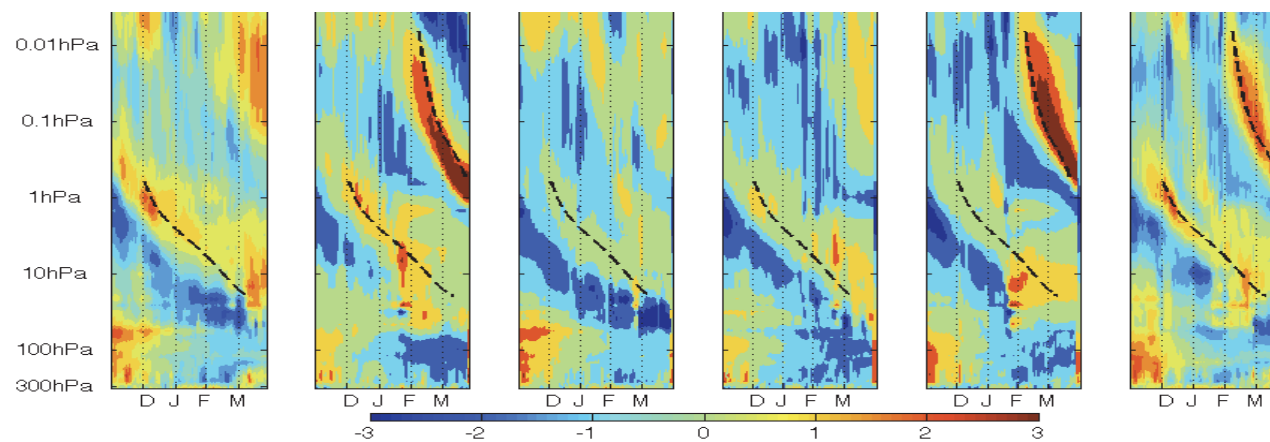 0.01hPa
0.1hPa
1hPa
10hPa
100hPa
300hPa
D J F M D J F M D J F M D J F M D J F M D J F M
-3 -2 -1 0 1 2 3